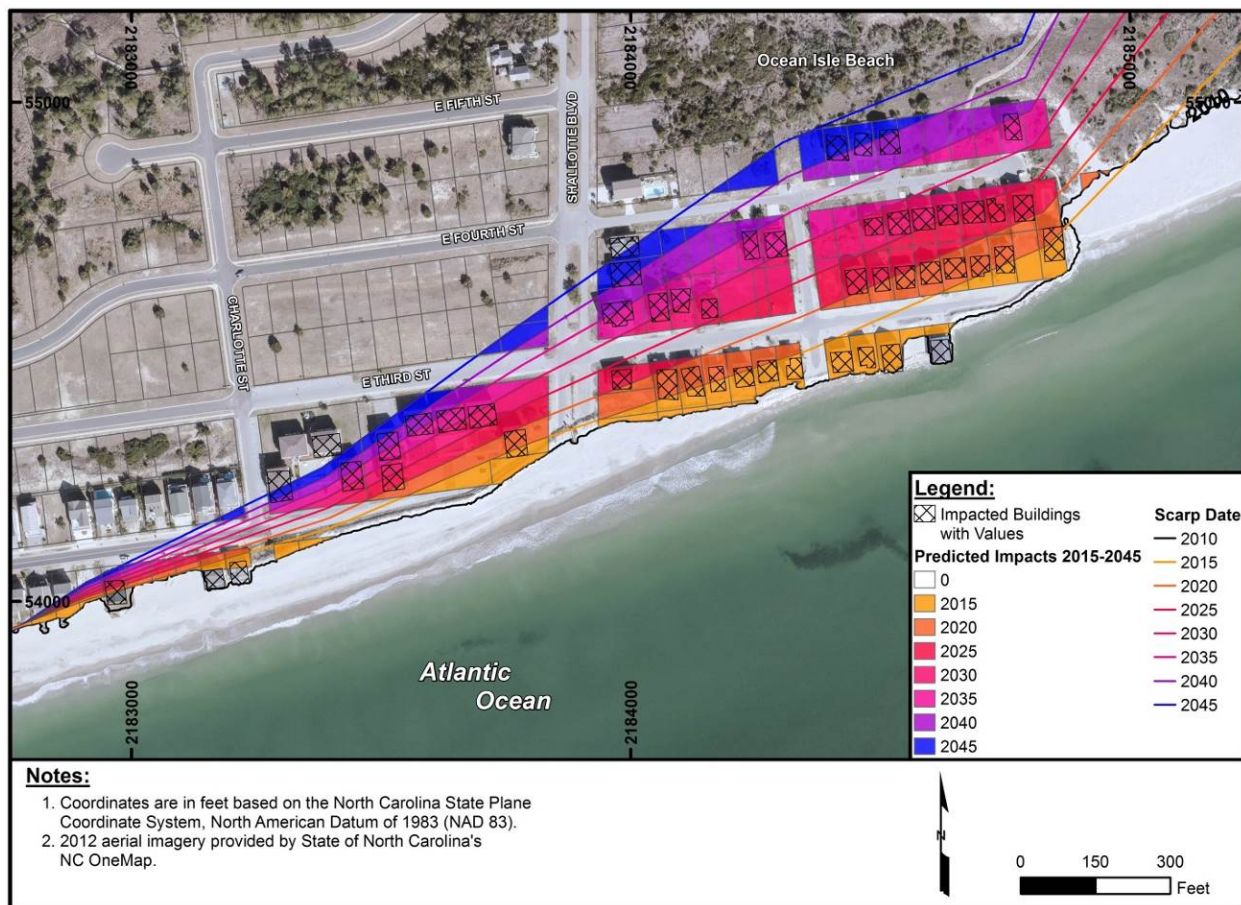 2183000
2184000
2185000
Ocean Isle Beach
55000
55000
2010
E FIFTH ST
SHALLOTTE BLVD
E FOURTH ST
CHARLOTTE ST
E THIRD ST
54000
Atlantic
Ocean
2183000
2184000
Legend:
Impacted Buildings
with Values
Predicted Impacts 2015-2045
0
2015
2020
2025
2030
2035
2040
2045
Scarp Date
2010
2015
2020
2025
2030
2035
2040
2045
Notes:
1. Coordinates are in feet based on the North Carolina State Plane
Coordinate System, North American Datum of 1983 (NAD 83).
2. 2012 aerial imagery provided by State of North Carolina's
NC OneMap.
N
0 150 300
Feet